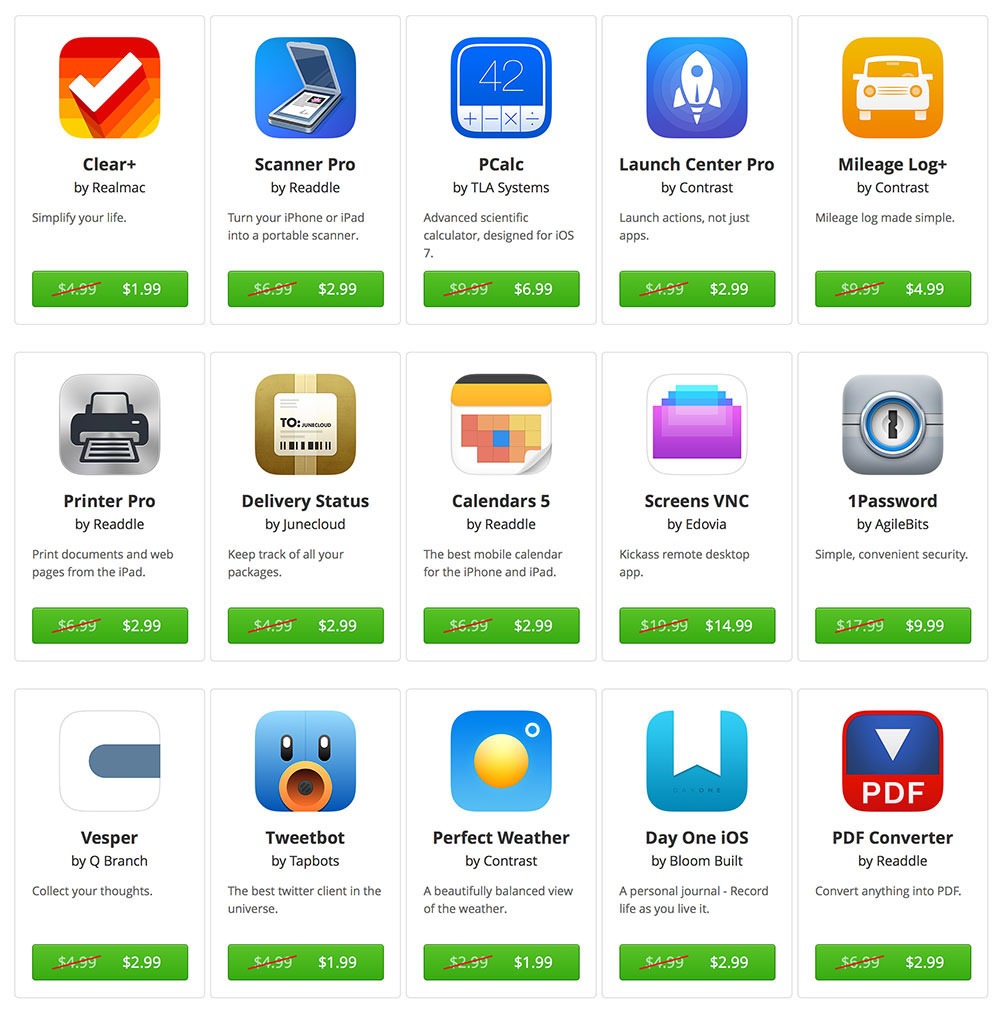 42
+ − × ÷
Clear+
by Realmac
Simplify your life.
$4.99 $1.99
Scanner Pro
by Readdle
Turn your iPhone or iPad
into a portable scanner.
$6.99 $2.99
PCalc
by TLA Systems
Advanced scientific
calculator, designed for iOS
7.
$9.99 $6.99
Launch Center Pro
by Contrast
Launch actions, not just
apps.
$4.99 $2.99
Mileage Log+
by Contrast
Mileage log made simple.
$9.99 $4.99
Printer Pro
by Readdle
Print documents and web
pages from the iPad.
$6.99 $2.99
TO: JUNECLOUD
Delivery Status
by Junecloud
Keep track of all your
packages.
$4.99 $2.99
Calendars 5
by Readdle
The best mobile calendar
for the iPhone and iPad.
$6.99 $2.99
Screens VNC
by Edovia
Kickass remote desktop
app.
$19.99 $14.99
1Password
by AgileBits
Simple, convenient security.
$17.99 $9.99
Vesper
by Q Branch
Collect your thoughts.
$4.99 $2.99
Tweetbot
by Tapbots
The best twitter client in the
universe.
$4.99 $1.99
Perfect Weather
by Contrast
A beautifully balanced view
of the weather.
$2.99 $1.99
DAY ONE
Day One iOS
by Bloom Built
A personal journal - Record
life as you live it.
$4.99 $2.99
PDF
PDF Converter
by Readdle
Convert anything into PDF.
$6.99 $2.99